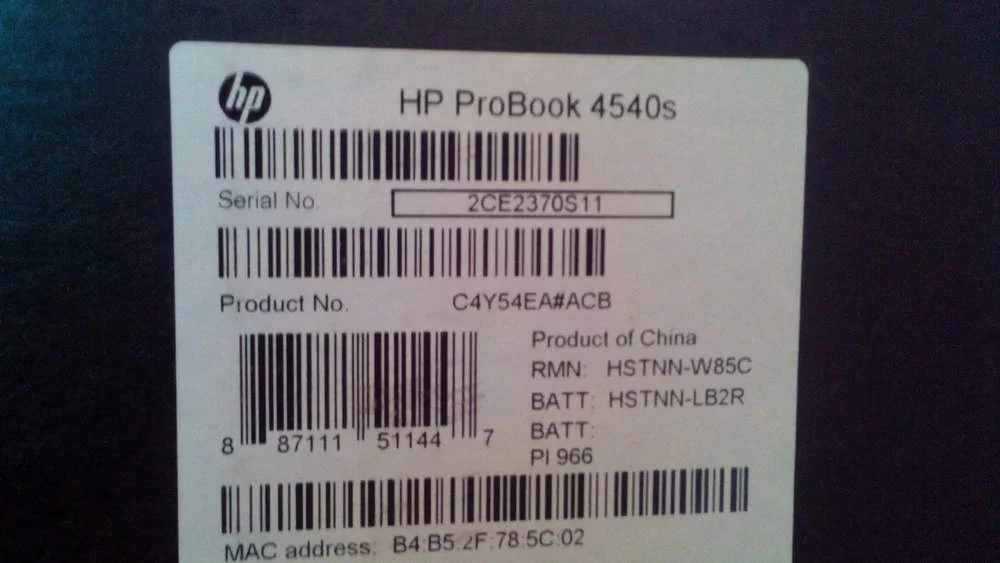 hp
HP ProBook 4540s
Serial No.
2CE2370S11
Product No.
C4Y54EA#ACB
Product of China
RMN: HSTNN-W85C
BATT: HSTNN-LB2R
BATT:
PI 966
8 87111 51144 7
MAC address: B4:B5:2F:78:5C:02